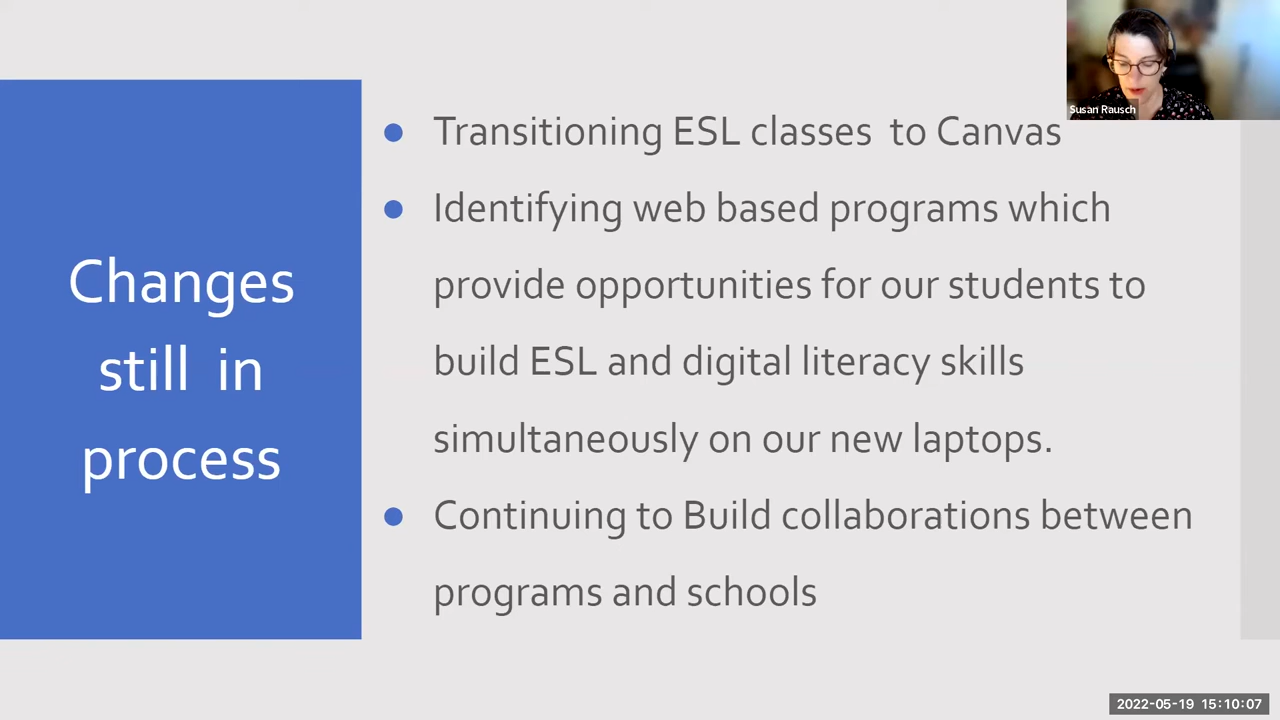 Susan Rausch
Changes
still in
process
Transitioning ESL classes to Canvas
Identifying web based programs which
provide opportunities for our students to
build ESL and digital literacy skills
simultaneously on our new laptops.
Continuing to Build collaborations between
programs and schools
2022-05-19 15:10:07